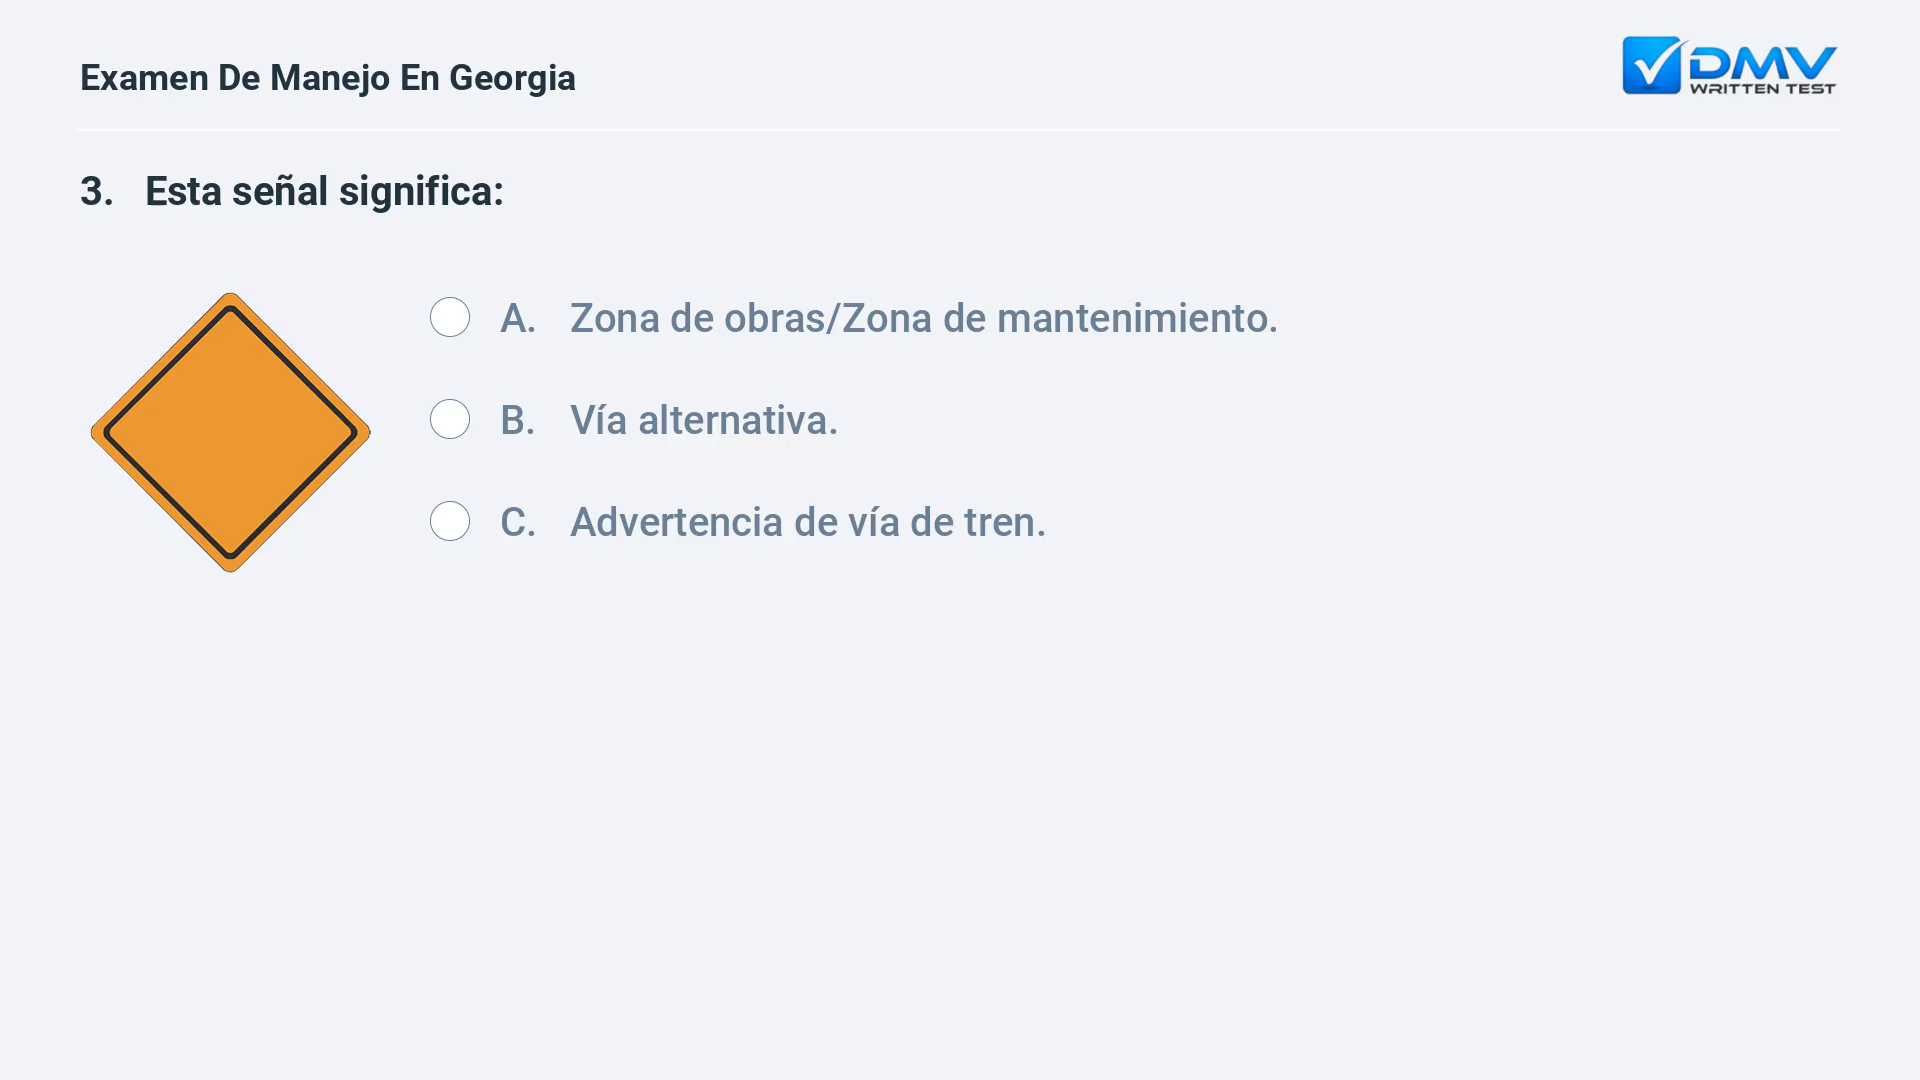 Examen De Manejo En Georgia
DMV
WRITTEN TEST
3. Esta señal significa:
A. Zona de obras/Zona de mantenimiento.
B. Vía alternativa.
C. Advertencia de vía de tren.